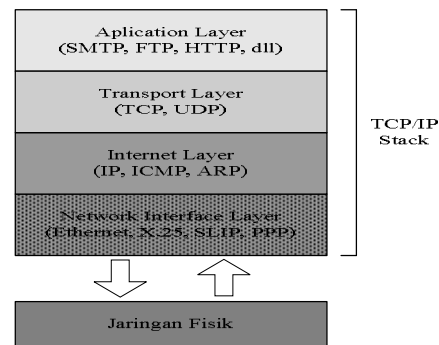 Aplication Layer
(SMTP, FTP, HTTP, dll)
Transport Layer
(TCP, UDP)
Internet Layer
(IP, ICMP, ARP)
Network Interface Layer
(Ethernet, X.25, SLIP, PPP)
TCP/IP
Stack
Jaringan Fisik